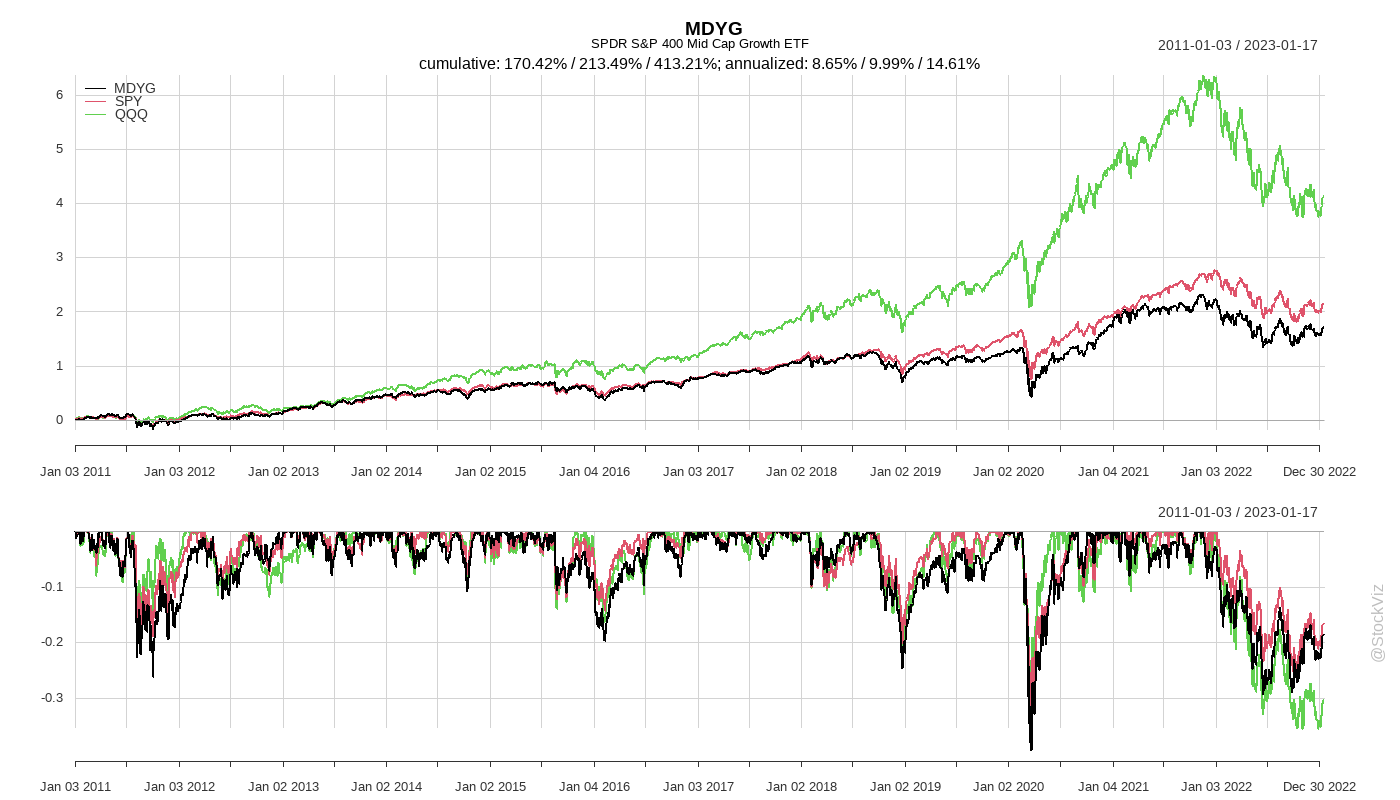 MDYG
SPDR S&P 400 Mid Cap Growth ETF
2011-01-03 / 2023-01-17
cumulative: 170.42% / 213.49% / 413.21%; annualized: 8.65% / 9.99% / 14.61%
MDYG
SPY
QQQ
6
5
4
3
2
1
0
Jan 03 2011 Jan 03 2012 Jan 02 2013 Jan 02 2014 Jan 02 2015 Jan 04 2016 Jan 03 2017 Jan 02 2018 Jan 02 2019 Jan 02 2020 Jan 04 2021 Jan 03 2022 Dec 30 2022
2011-01-03 / 2023-01-17
-0.1
-0.2
-0.3
Jan 03 2011 Jan 03 2012 Jan 02 2013 Jan 02 2014 Jan 02 2015 Jan 04 2016 Jan 03 2017 Jan 02 2018 Jan 02 2019 Jan 02 2020 Jan 04 2021 Jan 03 2022 Dec 30 2022
@StockViz